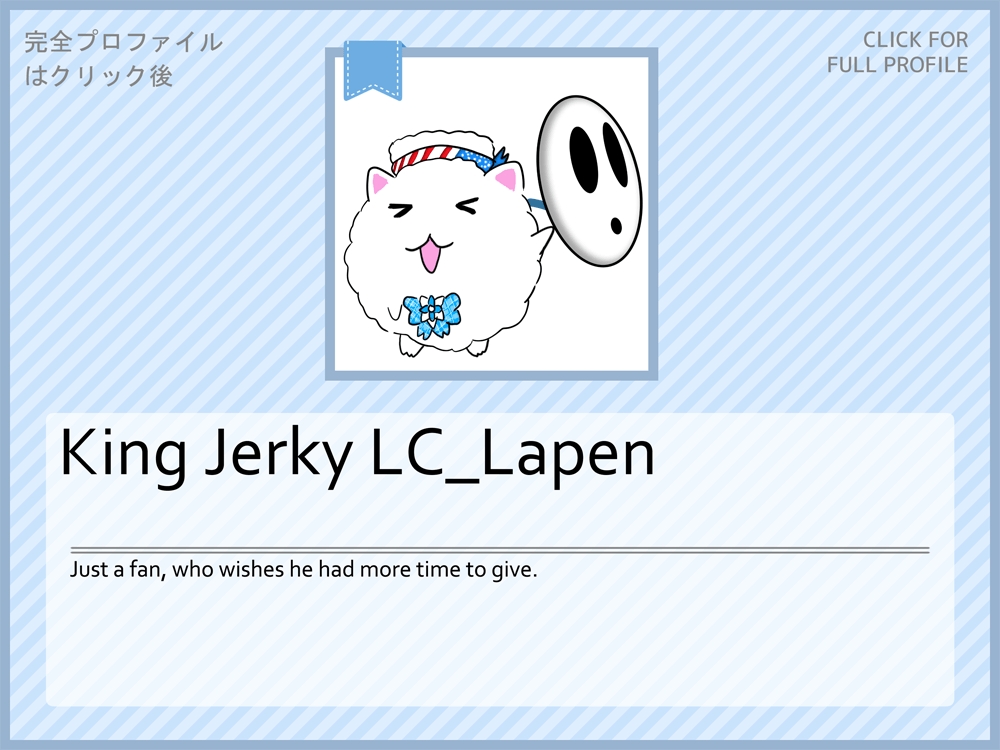 完全プロファイル
はクリック後
CLICK FOR
FULL PROFILE
King Jerky LC_Lapen
Just a fan, who wishes he had more time to give.